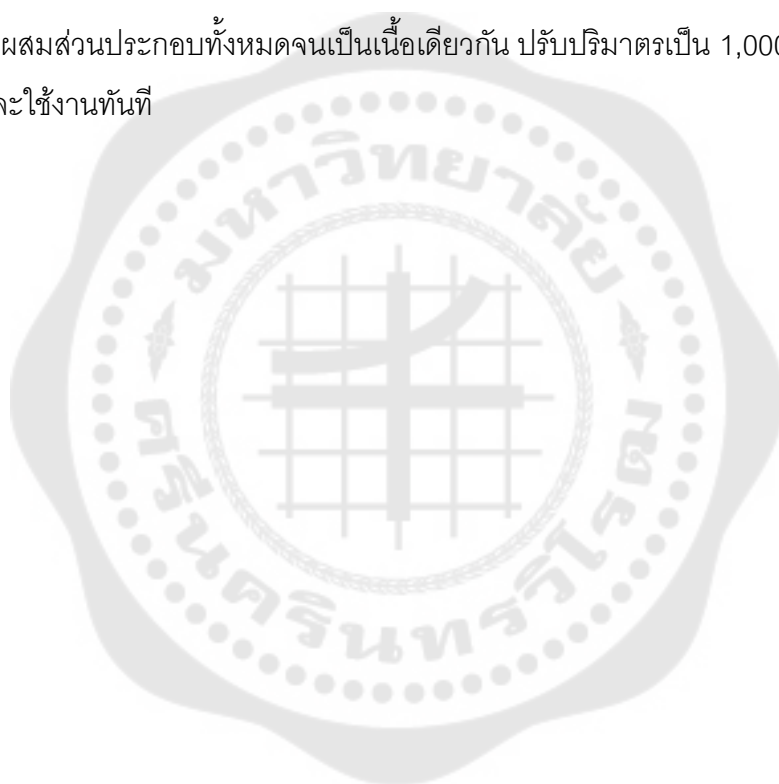 ผสมส่วนประกอบทั้งหมดจนเป็นเนื้อเดียวกัน ปรับปริมาตรเป็น 1,000
ละใช้งานทันที
มหาวิทยาลัย
ศรีนครินทรวิโรฒ